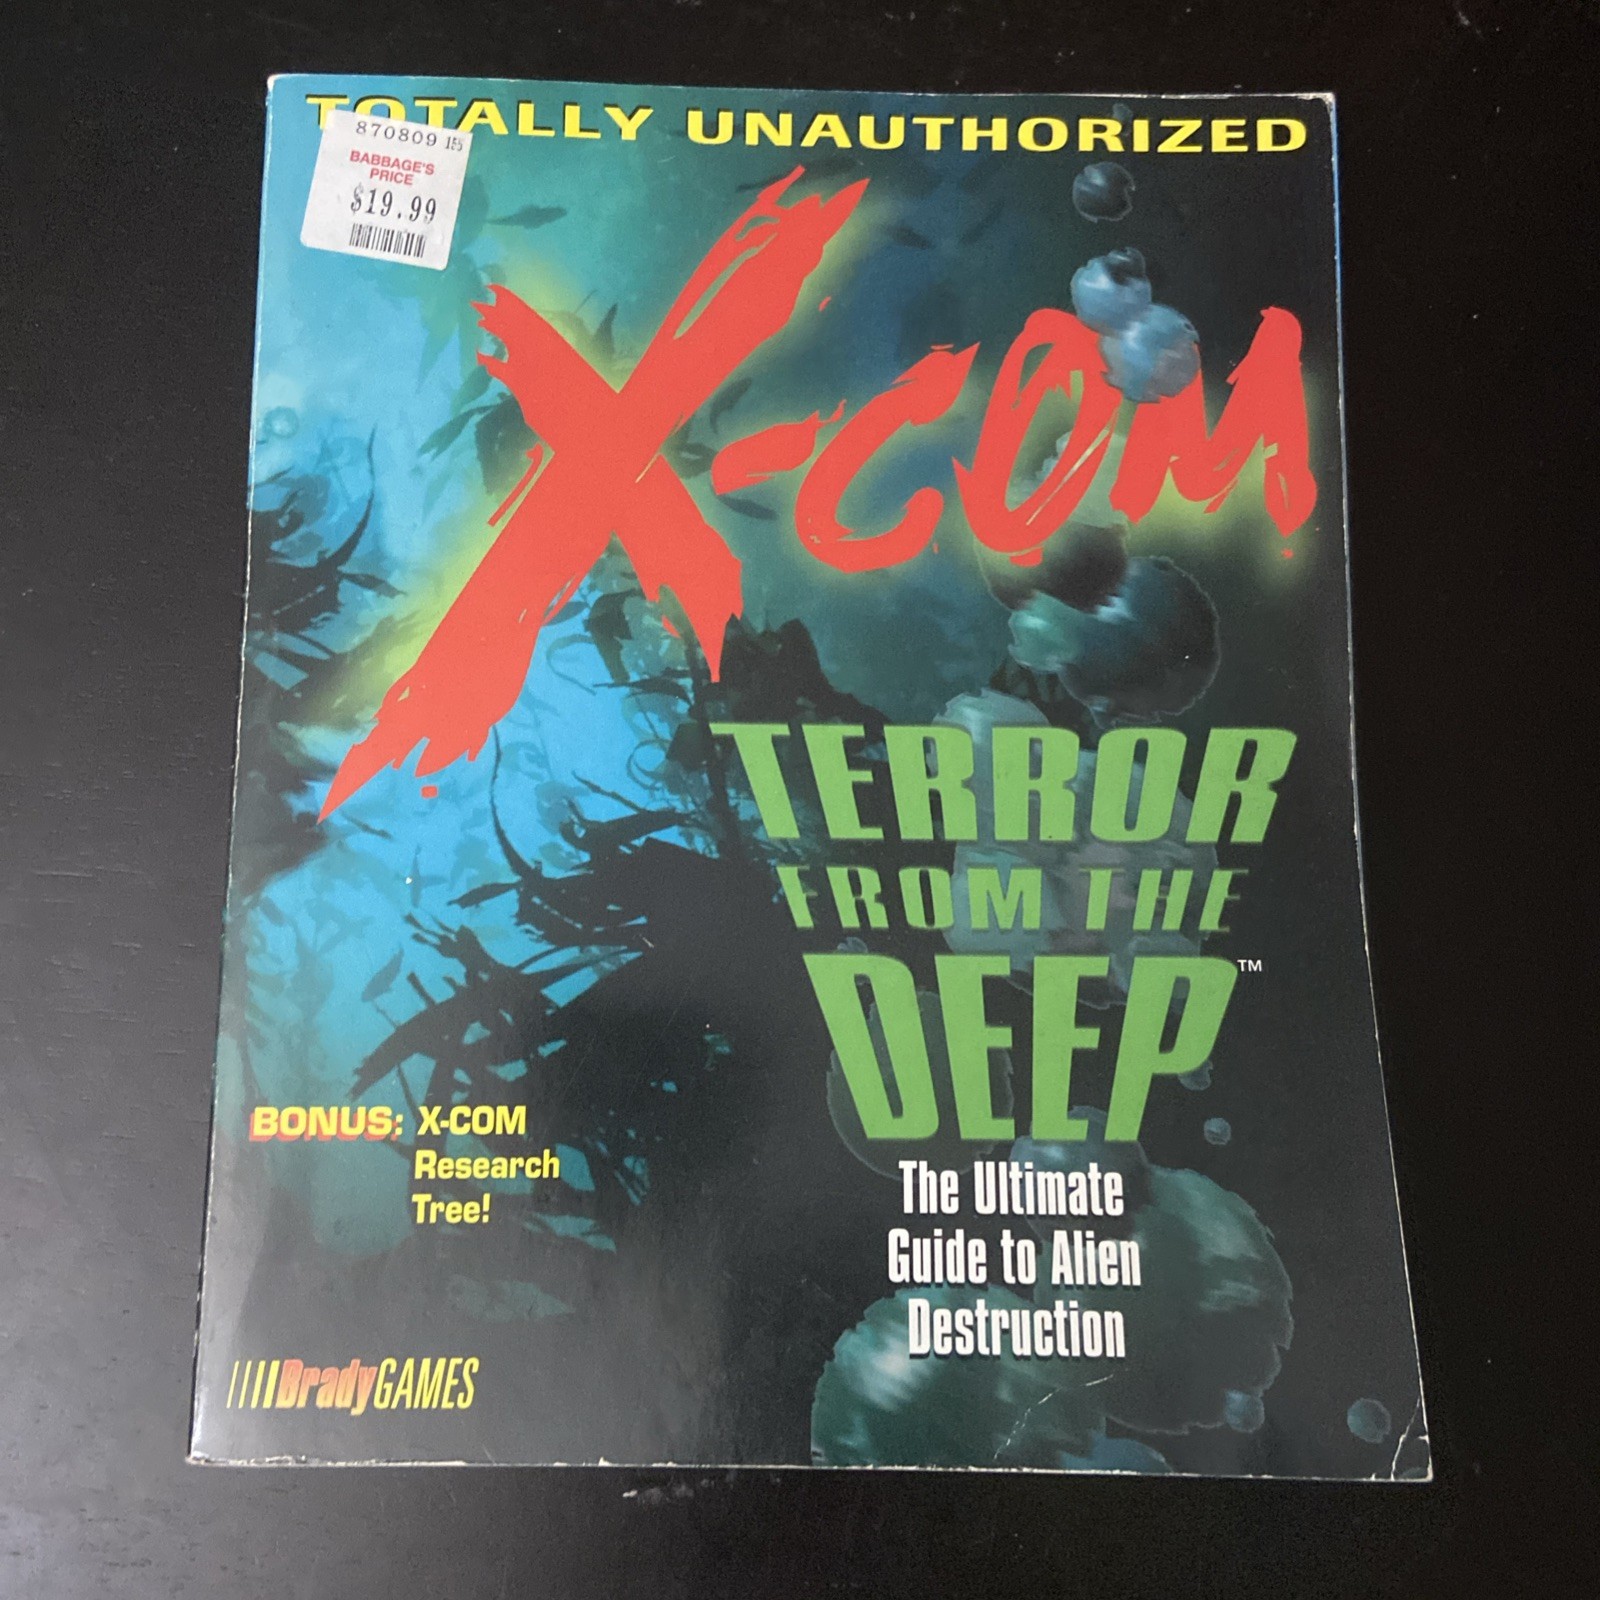 TOTALLY UNAUTHORIZED
870809 155
BABBAGE'S
PRICE
$19.99
X-COM
TERROR
FROM THE
DEEP™
BONUS: X-COM
Research
Tree!
The Ultimate
Guide to Alien
Destruction
BradyGAMES